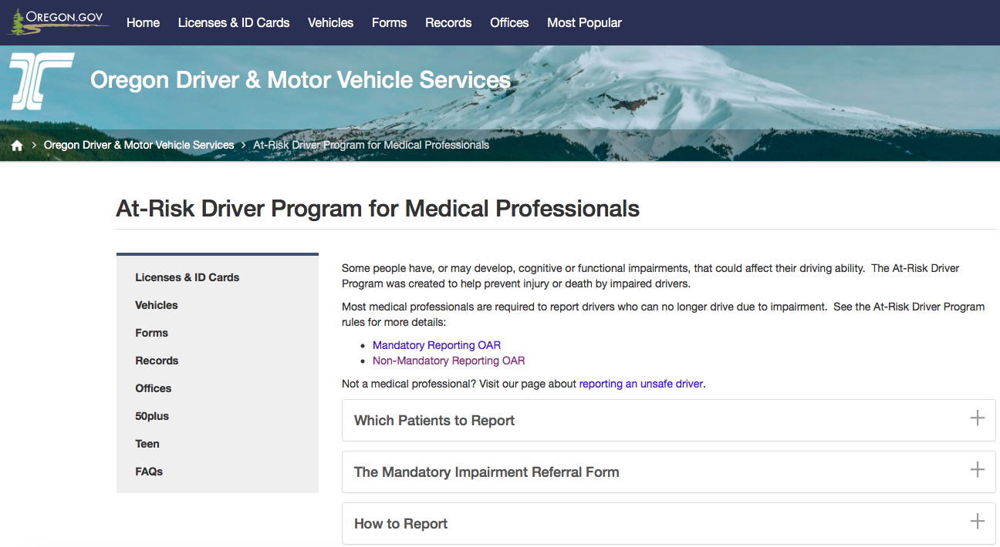 OREGON.GOV
Home Licenses & ID Cards Vehicles Forms Records Offices Most Popular
Oregon Driver & Motor Vehicle Services
Oregon Driver & Motor Vehicle Services > At-Risk Driver Program for Medical Professionals
At-Risk Driver Program for Medical Professionals
Licenses & ID Cards
Vehicles
Forms
Records
Offices
50plus
Teen
FAQs
Some people have, or may develop, cognitive or functional impairments, that could affect their driving ability.  The At-Risk Driver
Program was created to help prevent injury or death by impaired drivers.
Most medical professionals are required to report drivers who can no longer drive due to impairment.  See the At-Risk Driver Program
rules for more details:
• Mandatory Reporting OAR
• Non-Mandatory Reporting OAR
Not a medical professional? Visit our page about reporting an unsafe driver.
Which Patients to Report
The Mandatory Impairment Referral Form
How to Report